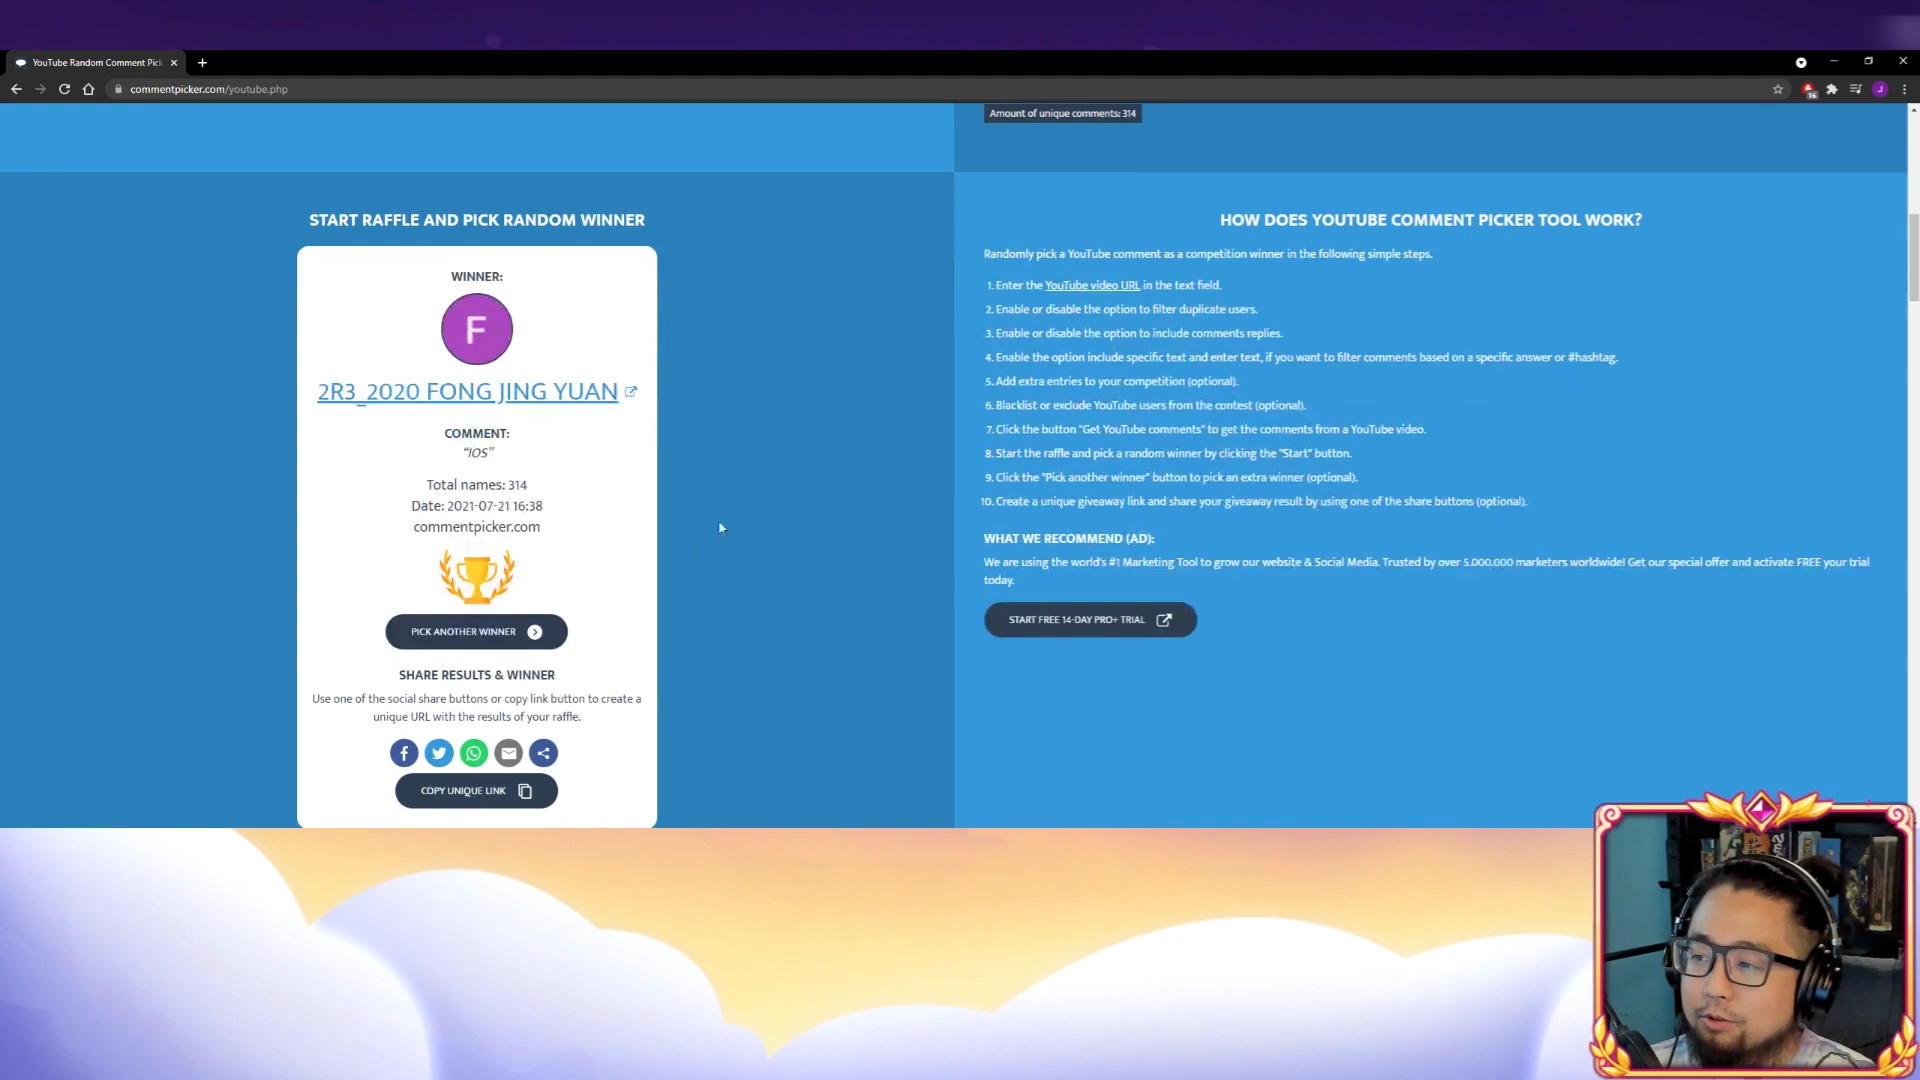 YouTube Random Comment Pick
commentpicker.com/youtube.php
16
J
Amount of unique comments: 314
START RAFFLE AND PICK RANDOM WINNER
WINNER:
F
2R3_2020 FONG JING YUAN
COMMENT:
"IOS"
Total names: 314
Date: 2021-07-21 16:38
commentpicker.com
PICK ANOTHER WINNER
SHARE RESULTS & WINNER
Use one of the social share buttons or copy link button to create a
unique URL with the results of your raffle.
COPY UNIQUE LINK
HOW DOES YOUTUBE COMMENT PICKER TOOL WORK?
Randomly pick a YouTube comment as a competition winner in the following simple steps.
1. Enter the YouTube video URL in the text field.
2. Enable or disable the option to filter duplicate users.
3. Enable or disable the option to include comments replies.
4. Enable the option include specific text and enter text, if you want to filter comments based on a specific answer or #hashtag.
5. Add extra entries to your competition (optional).
6. Blacklist or exclude YouTube users from the contest (optional).
7. Click the button "Get YouTube comments" to get the comments from a YouTube video.
8. Start the raffle and pick a random winner by clicking the "Start" button.
9. Click the "Pick another winner" button to pick an extra winner (optional).
10. Create a unique giveaway link and share your giveaway result by using one of the share buttons (optional).
WHAT WE RECOMMEND (AD):
We are using the world's #1 Marketing Tool to grow our website & Social Media. Trusted by over 5.000.000 marketers worldwide! Get our special offer and activate FREE your trial
today.
START FREE 14-DAY PRO+ TRIAL